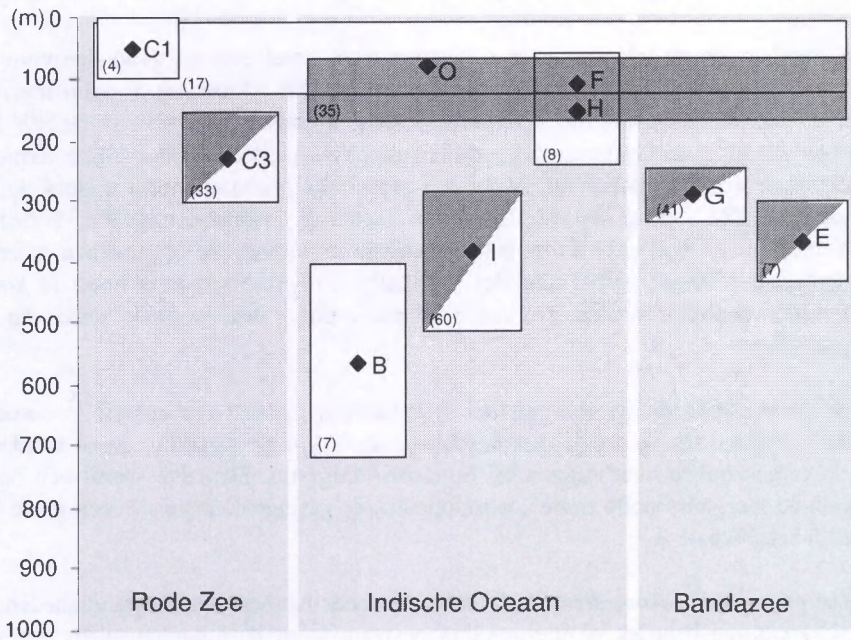 (m) 0
C1
(4)
(17)
O
F
100
(35)
H
(8)
C3
200
(33)
G
(41)
300
E
(7)
I
400
(60)
500
B
600
(7)
700
800
900
Rode Zee Indische Oceaan Bandazee
1000